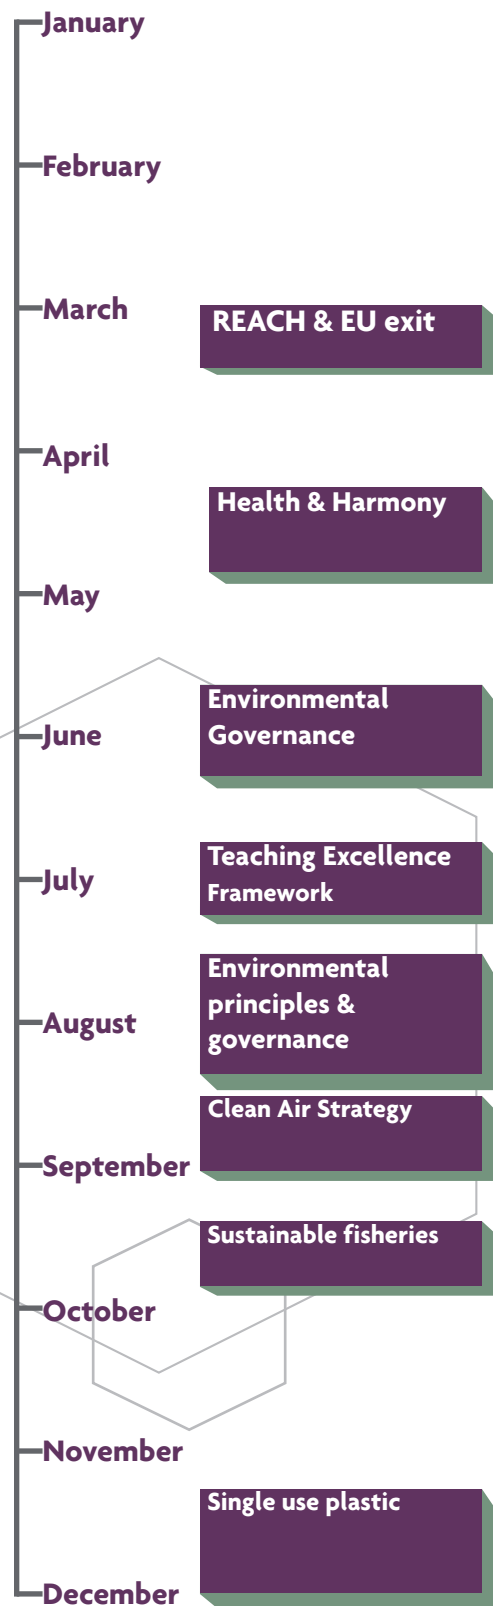 January
February
March
REACH & EU exit
April
Health & Harmony
May
Environmental
Governance
June
Teaching Excellence
Framework
July
Environmental
principles &
governance
August
Clean Air Strategy
September
Sustainable fisheries
October
November
Single use plastic
December